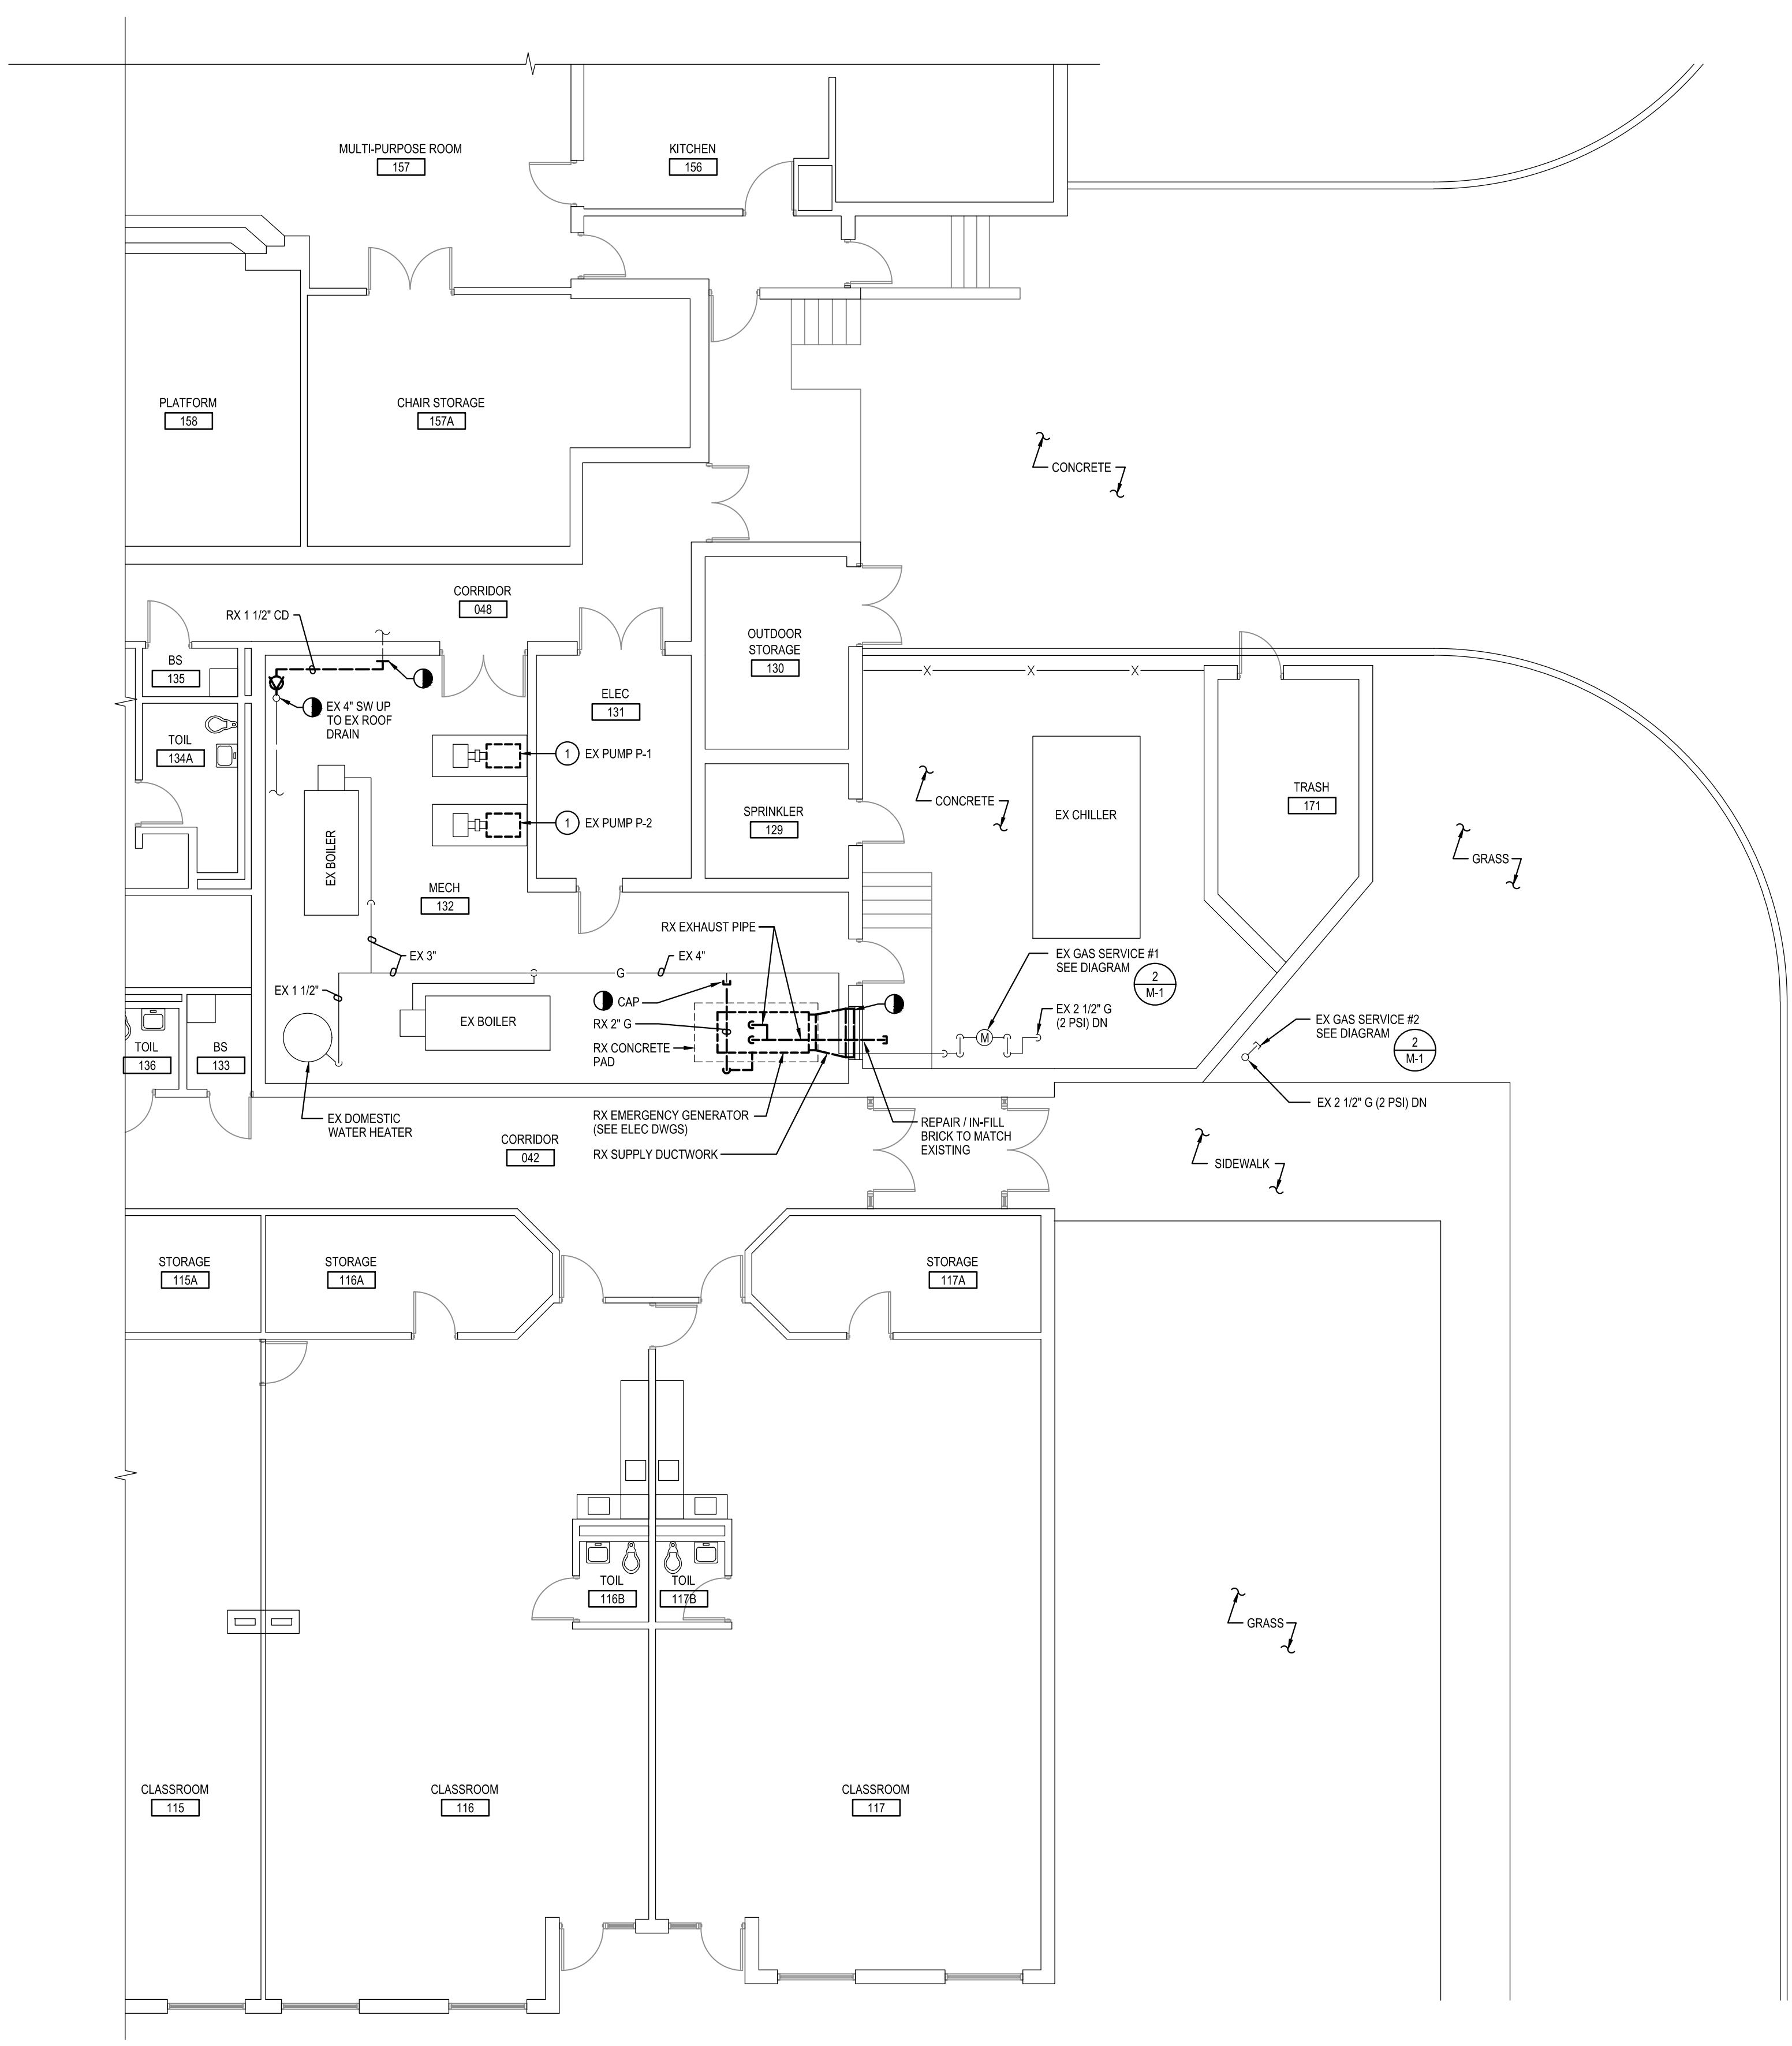 MULTI-PURPOSE ROOM
157
KITCHEN
156
PLATFORM
158
CHAIR STORAGE
157A
CONCRETE
CORRIDOR
048
RX 1 1/2" CD
BS
135
OUTDOOR
STORAGE
130
ELEC
131
EX 4" SW UP
TO EX ROOF
DRAIN
TOIL
134A
1
EX PUMP P-1
1
EX PUMP P-2
X
X
X
CONCRETE
EX CHILLER
TRASH
171
SPRINKLER
129
EX BOILER
GRASS
MECH
132
RX EXHAUST PIPE
EX 3"
G
EX 4"
EX GAS SERVICE #1
SEE DIAGRAM
2
M-1
EX 1 1/2"
CAP
EX BOILER
RX 2" G
RX CONCRETE
PAD
M
EX 2 1/2" G
(2 PSI) DN
EX GAS SERVICE #2
SEE DIAGRAM
2
M-1
EX 2 1/2" G (2 PSI) DN
TOIL
136
BS
133
EX DOMESTIC
WATER HEATER
RX EMERGENCY GENERATOR
(SEE ELEC DWGS)
RX SUPPLY DUCTWORK
REPAIR / IN-FILL
BRICK TO MATCH
EXISTING
CORRIDOR
042
SIDEWALK
STORAGE
115A
STORAGE
116A
STORAGE
117A
TOIL
116B
TOIL
117B
GRASS
CLASSROOM
115
CLASSROOM
116
CLASSROOM
117